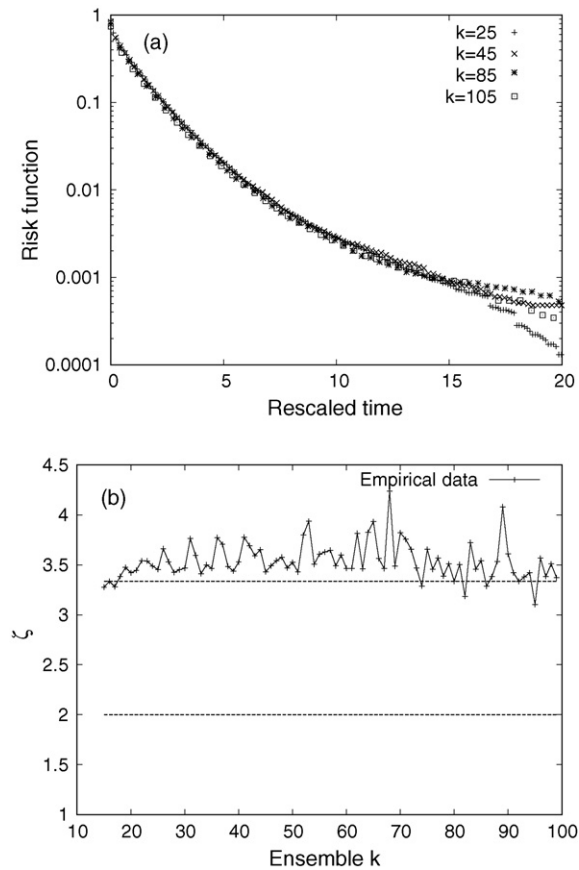 (a)
k=25
k=45
k=85
k=105
1
0.1
0.01
0.001
0.0001
Risk function
0 5 10 15 20
Rescaled time
(b)
Empirical data
4.5
4
3.5
3
2.5
2
1.5
1
ζ
10 20 30 40 50 60 70 80 90 100
Ensemble k